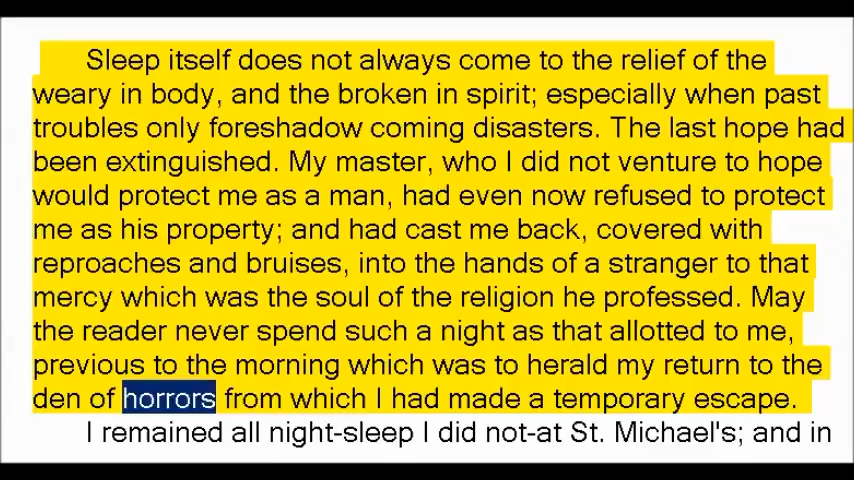 Sleep itself does not always come to the relief of the
weary in body, and the broken in spirit; especially when past
troubles only foreshadow coming disasters. The last hope had
been extinguished. My master, who I did not venture to hope
would protect me as a man, had even now refused to protect
me as his property; and had cast me back, covered with
reproaches and bruises, into the hands of a stranger to that
mercy which was the soul of the religion he professed. May
the reader never spend such a night as that allotted to me,
previous to the morning which was to herald my return to the
den of horrors from which I had made a temporary escape.
I remained all night-sleep I did not-at St. Michael's; and in